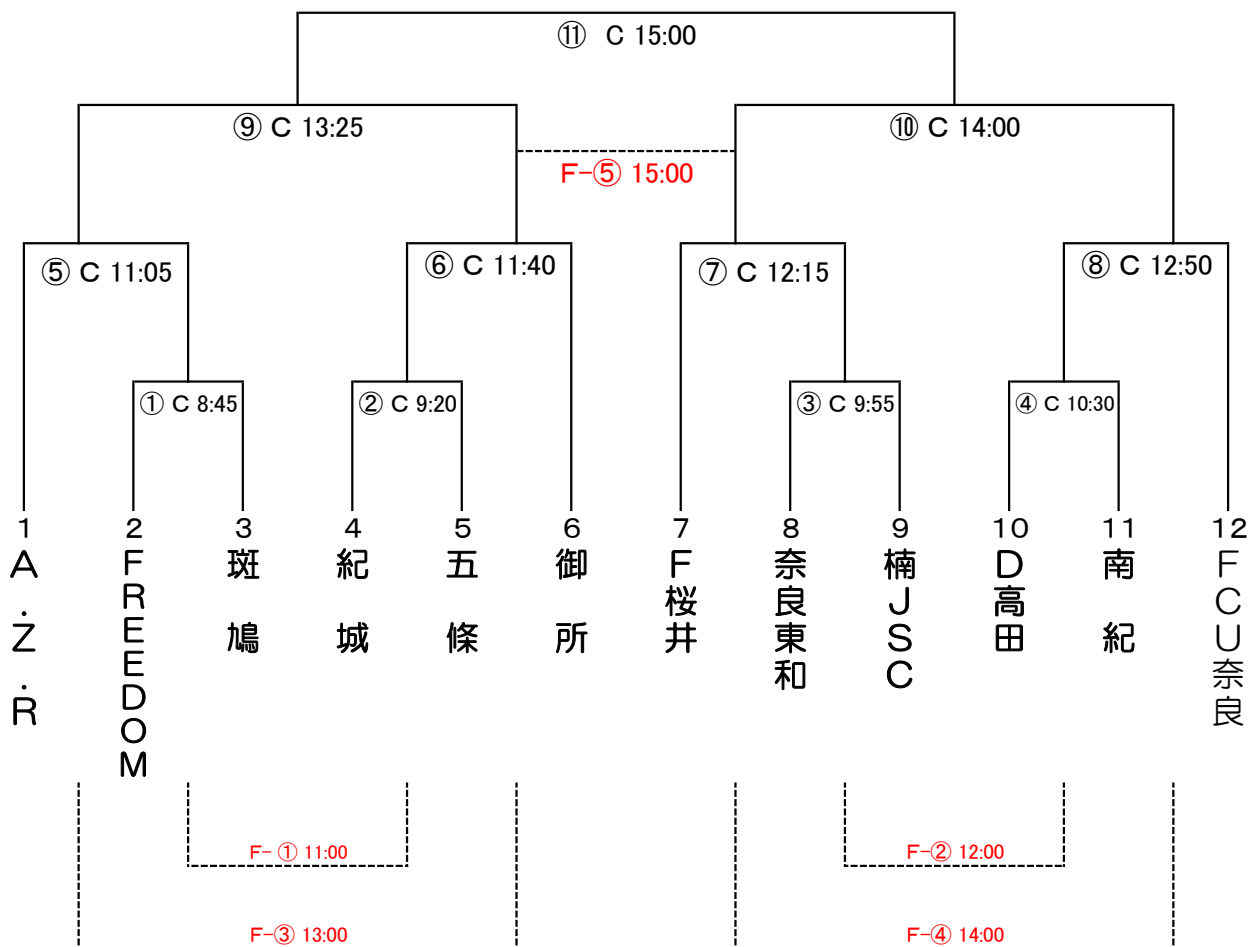 ⑪ C 15:00
⑨ C 13:25
⑩ C 14:00
F-⑤ 15:00
⑤ C 11:05
⑥ C 11:40
⑦ C 12:15
⑧ C 12:50
① C 8:45
② C 9:20
③ C 9:55
④ C 10:30
1
2
3
4
5
6
7
8
9
10
11
12
A.Z.R
FREEDOM
斑鳩
紀城
五條
御所
F桜井
奈良東和
楠JSC
D高田
南紀
FCU奈良
F- ① 11:00
F-② 12:00
F-③ 13:00
F-④ 14:00